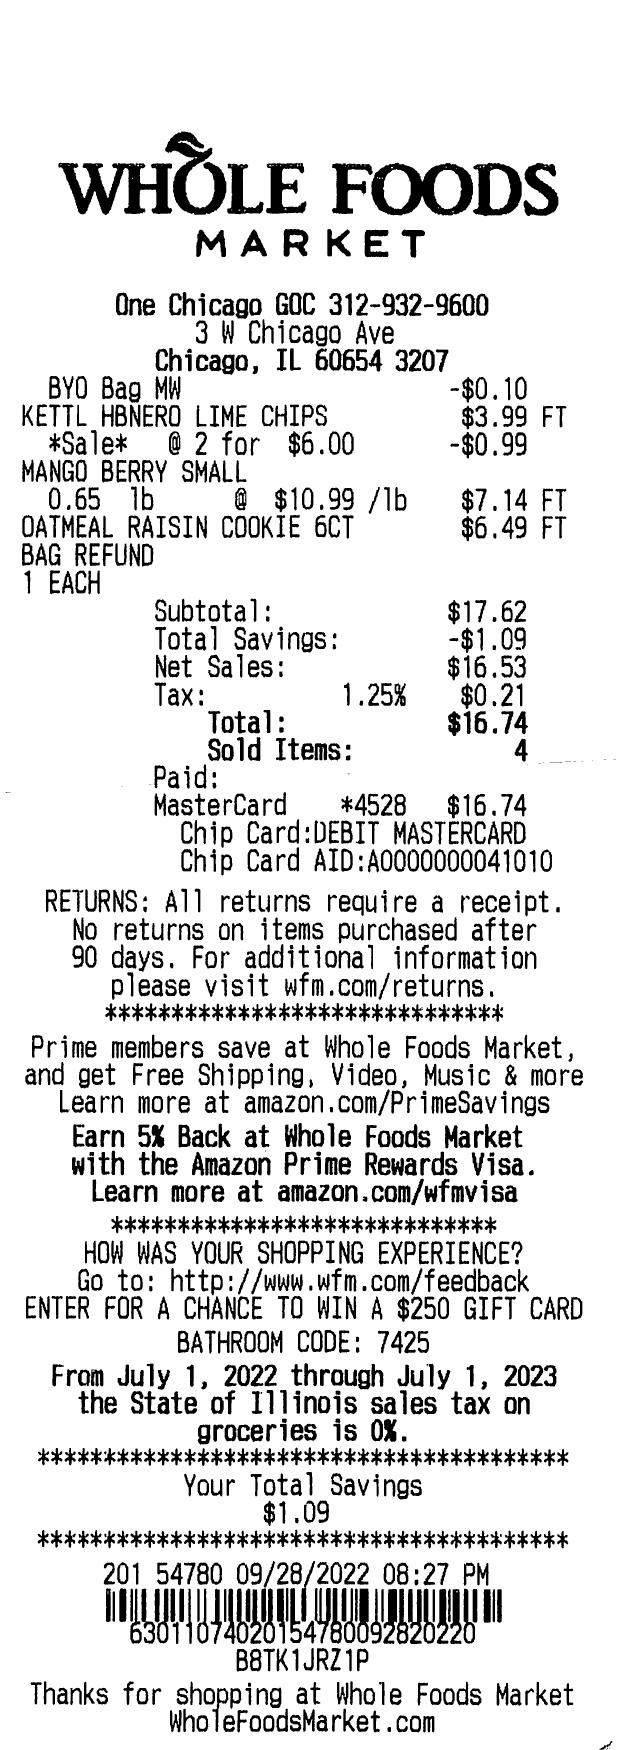 WHOLE FOODS
MARKET
One Chicago GOC 312-932-9600
3 W Chicago Ave
Chicago, IL 60654 3207
BYO Bag MW -$0.10
KETTL HBNERO LIME CHIPS $3.99 FT
*Sale* @ 2 for $6.00 -$0.99
MANGO BERRY SMALL
0.65 lb @ $10.99 /lb $7.14 FT
OATMEAL RAISIN COOKIE 6CT $6.49 FT
BAG REFUND
1 EACH
Subtotal: $17.62
Total Savings: -$1.09
Net Sales: $16.53
Tax: 1.25% $0.21
Total: $16.74
Sold Items: 4
Paid:
MasterCard *4528 $16.74
Chip Card:DEBIT MASTERCARD
Chip Card AID:A0000000041010
RETURNS: All returns require a receipt.
No returns on items purchased after
90 days. For additional information
please visit wfm.com/returns.
******************************
Prime members save at Whole Foods Market,
and get Free Shipping, Video, Music & more
Learn more at amazon.com/PrimeSavings
Earn 5% Back at Whole Foods Market
with the Amazon Prime Rewards Visa.
Learn more at amazon.com/wfmvisa
*****************************
HOW WAS YOUR SHOPPING EXPERIENCE?
Go to: http://www.wfm.com/feedback
ENTER FOR A CHANCE TO WIN A $250 GIFT CARD
BATHROOM CODE: 7425
From July 1, 2022 through July 1, 2023
the State of Illinois sales tax on
groceries is 0%.
****************************************
Your Total Savings
$1.09
****************************************
201 54780 09/28/2022 08:27 PM
63011074020154780092820220
B8TK1JRZ1P
Thanks for shopping at Whole Foods Market
WholeFoodsMarket.com